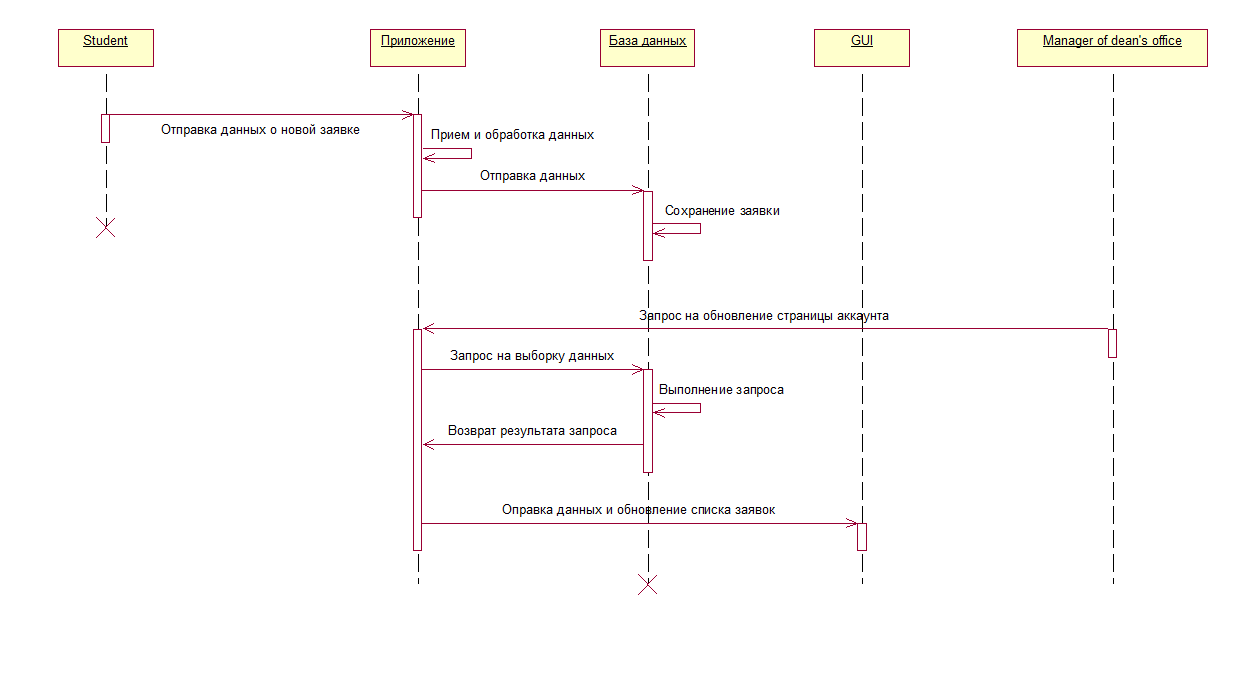 Student
Приложение
База данных
GUI
Manager of dean's office
Отправка данных о новой заявке
Прием и обработка данных
Отправка данных
Сохранение заявки
Запрос на обновление страницы аккаунта
Запрос на выборку данных
Выполнение запроса
Возврат результата запроса
Оправка данных и обновление списка заявок